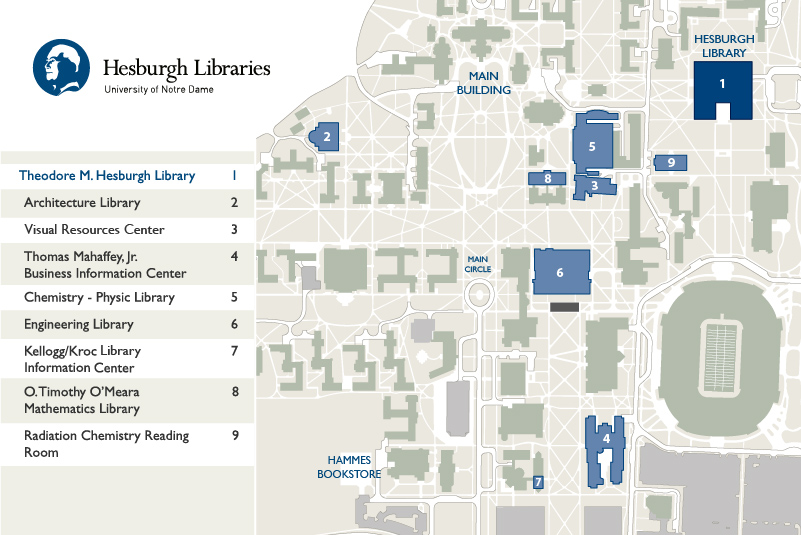 Hesburgh Libraries
University of Notre Dame
Theodore M. Hesburgh Library 1
Architecture Library 2
Visual Resources Center 3
Thomas Mahaffey, Jr.
Business Information Center 4
Chemistry - Physic Library 5
Engineering Library 6
Kellogg/Kroc Library
Information Center 7
O. Timothy O'Meara
Mathematics Library 8
Radiation Chemistry Reading
Room 9
HESBURGH
LIBRARY
1
MAIN
BUILDING
2
5
9
8
3
MAIN
CIRCLE
6
4
HAMMES
BOOKSTORE
7